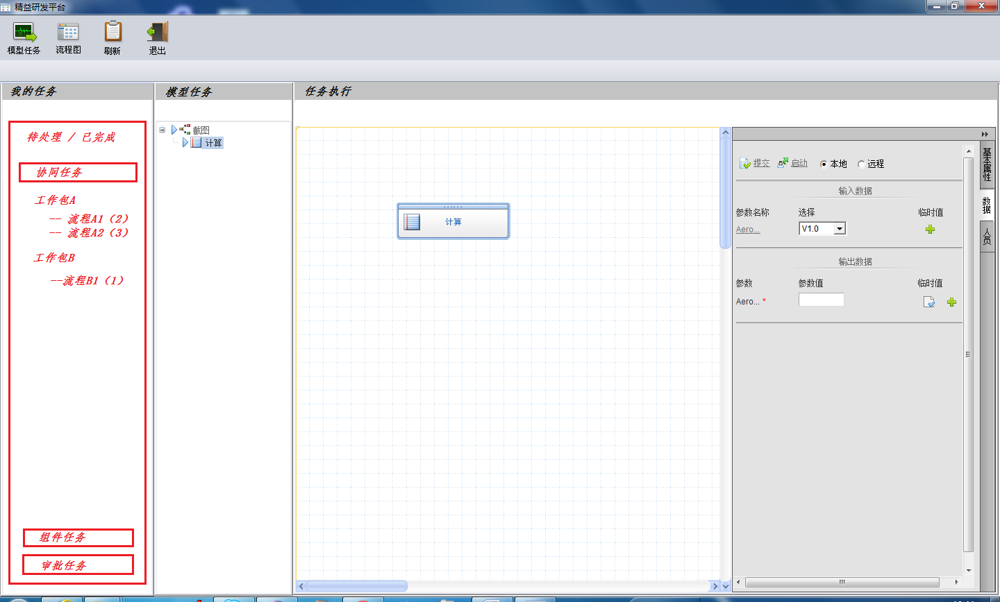 精益研发平台
模型任务 流程图 刷新 退出
我的任务
待处理 / 已完成
协同任务
工作包A
-- 流程A1（2）
-- 流程A2（3）
工作包B
--流程B1（1）
组件任务
审批任务
模型任务
截图
计算
任务执行
计算
提交 启动 本地 远程
输入数据
参数名称 选择 临时值
Aero... V1.0
输出数据
参数 参数值 临时值
Aero... *
基本属性
数据
人员